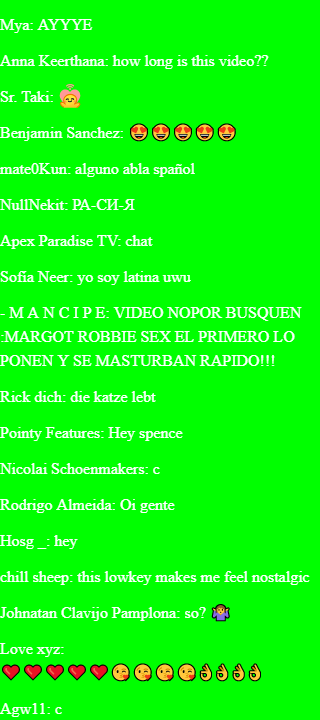 Mya: AYYYE
Anna Keerthana: how long is this video??
Sr. Taki: 🙆
Benjamin Sanchez: 😍😍😍😍😍
mate0Kun: alguno abla spañol
NullNekit: РА-СИ-Я
Apex Paradise TV: chat
Sofía Neer: yo soy latina uwu
- M A N C I P E: VIDEO NOPOR BUSQUEN
:MARGOT ROBBIE SEX EL PRIMERO LO
PONEN Y SE MASTURBAN RAPIDO!!!
Rick dich: die katze lebt
Pointy Features: Hey spence
Nicolai Schoenmakers: c
Rodrigo Almeida: Oi gente
Hosg _: hey
chill sheep: this lowkey makes me feel nostalgic
Johnatan Clavijo Pamplona: so? 🤷
Love xyz:
❤❤❤❤❤😘😘😘😘👌👌👌👌
Agw11: c